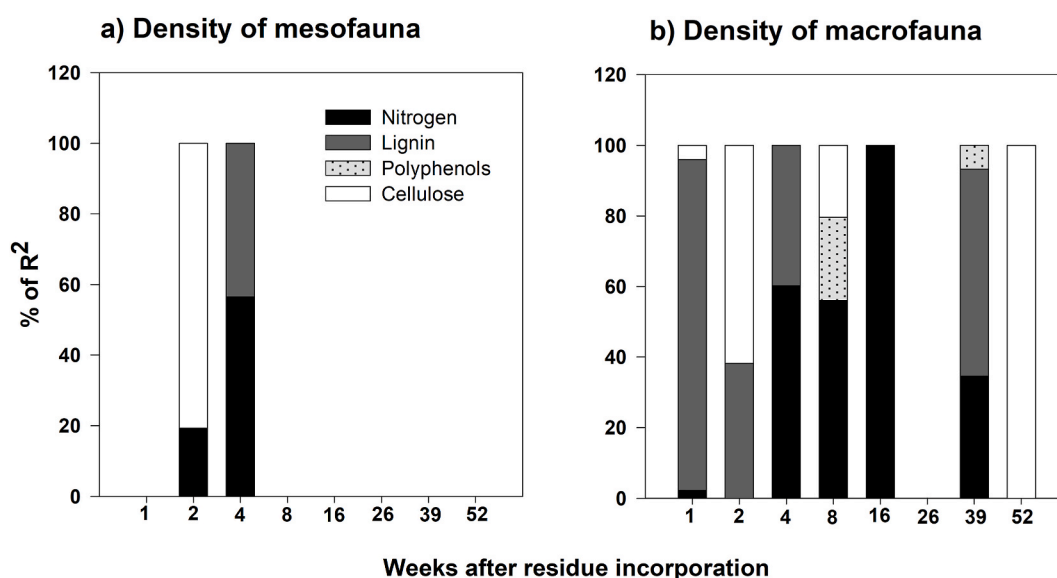 a) Density of mesofauna
b) Density of macrofauna
% of R²
120
100
80
60
40
20
0
Nitrogen
Lignin
Polyphenols
Cellulose
1 2 4 8 16 26 39 52
120
100
80
60
40
20
0
1 2 4 8 16 26 39 52
Weeks after residue incorporation